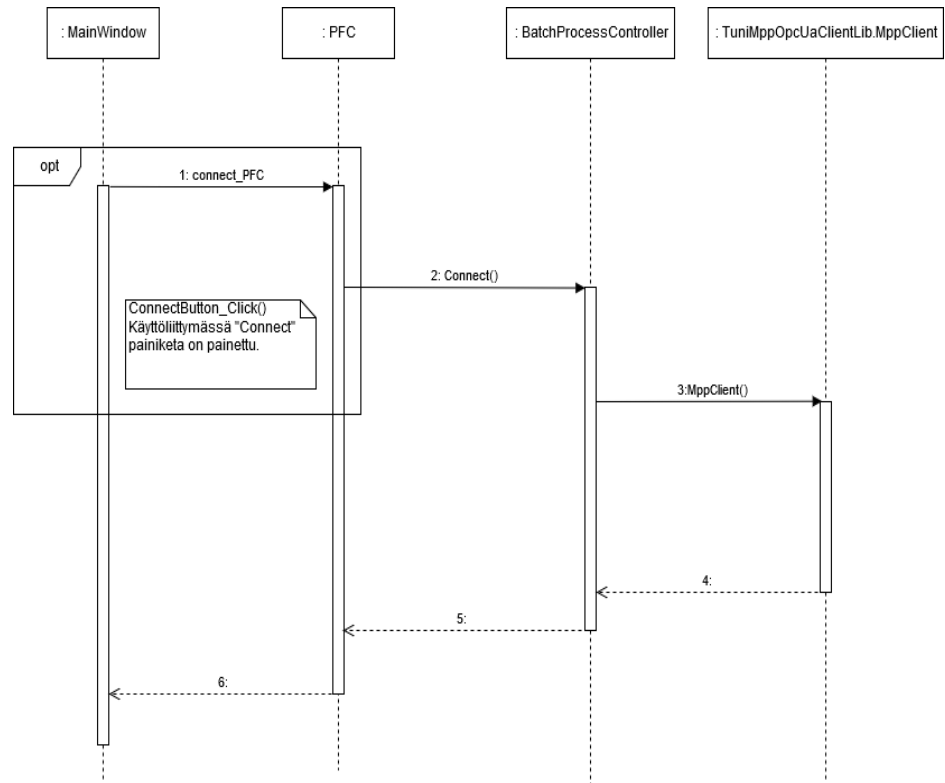 : MainWindow
: PFC
: BatchProcessController
: TuniMppOpcUaClientLib.MppClient
opt
1: connect_PFC
2: Connect()
ConnectButton_Click()
Käyttöliittymässä "Connect"
painiketa on painettu.
3:MppClient()
4:
5:
6: